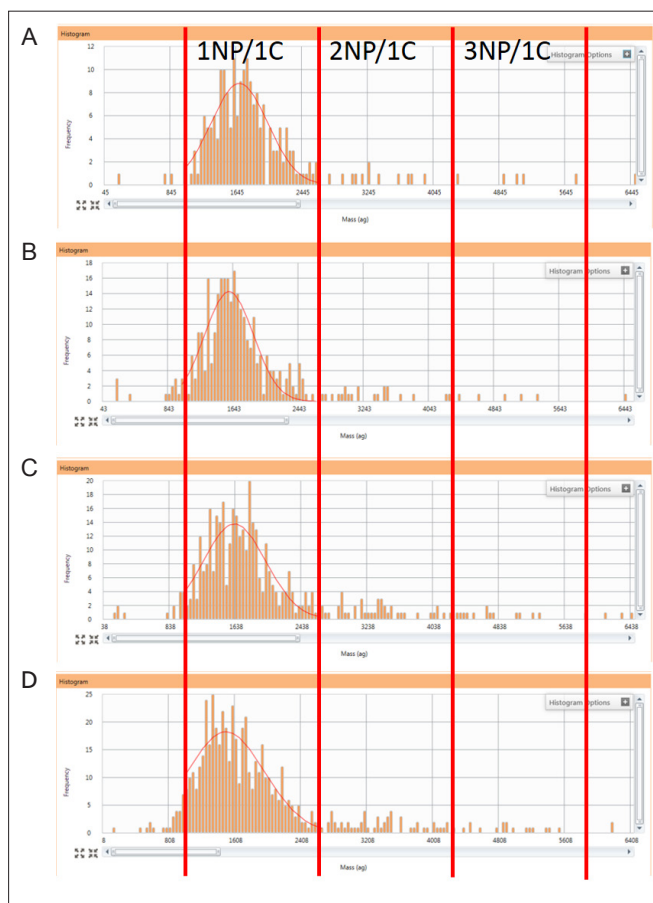 A
Histogram
1NP/1C 2NP/1C 3NP/1C
Histogram Options
Frequency
12
10
8
6
4
2
0
45 845 1645 2445 3245 4045 4845 5645 6445
Mass (ag)
B
Histogram
Histogram Options
Frequency
18
16
14
12
10
8
6
4
2
0
43 843 1643 2443 3243 4043 4843 5643 6443
Mass (ag)
C
Histogram
Histogram Options
Frequency
20
18
16
14
12
10
8
6
4
2
0
38 838 1638 2438 3238 4038 4838 5638 6438
Mass (ag)
D
Histogram
Histogram Options
Frequency
25
20
15
10
5
0
8 808 1608 2408 3208 4008 4808 5608 6408
Mass (ag)